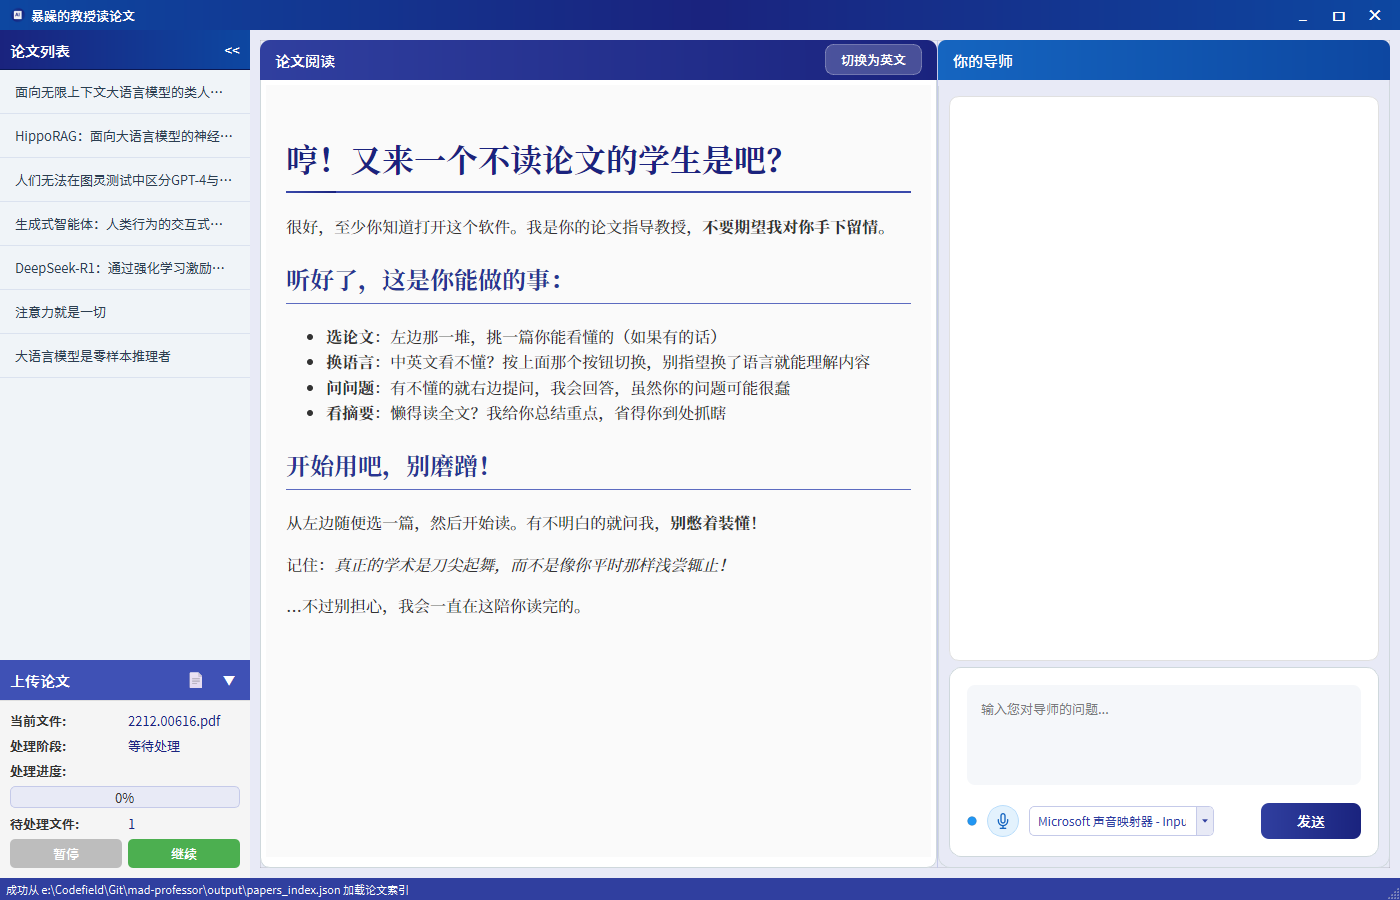 暴躁的教授读论文
论文列表
<<
面向无限上下文大语言模型的类人…
HippoRAG：面向大语言模型的神经…
人们无法在图灵测试中区分GPT-4与…
生成式智能体：人类行为的交互式…
DeepSeek-R1：通过强化学习激励…
注意力就是一切
大语言模型是零样本推理者
上传论文
当前文件: 2212.00616.pdf
处理阶段: 等待处理
处理进度:
0%
待处理文件: 1
暂停 继续
论文阅读
切换为英文
哼！又来一个不读论文的学生是吧？
很好，至少你知道打开这个软件。我是你的论文指导教授，不要期望我对你手下留情。
听好了，这是你能做的事：
选论文：左边那一堆，挑一篇你能看懂的（如果有的话）
换语言：中英文看不懂？按上面那个按钮切换，别指望换了语言就能理解内容
问问题：有不懂的就右边提问，我会回答，虽然你的问题可能很蠢
看摘要：懒得读全文？我给你总结重点，省得你到处抓瞎
开始用吧，别磨蹭！
从左边随便选一篇，然后开始读。有不明白的就问我，别憋着装懂！
记住：真正的学术是刀尖起舞，而不是像你平时那样浅尝辄止！
…不过别担心，我会一直在这陪你读完的。
你的导师
输入您对导师的问题...
Microsoft 声音映射器 - Inpu
发送
成功从 e:\Codefield\Git\mad-professor\output\papers_index.json 加载论文索引